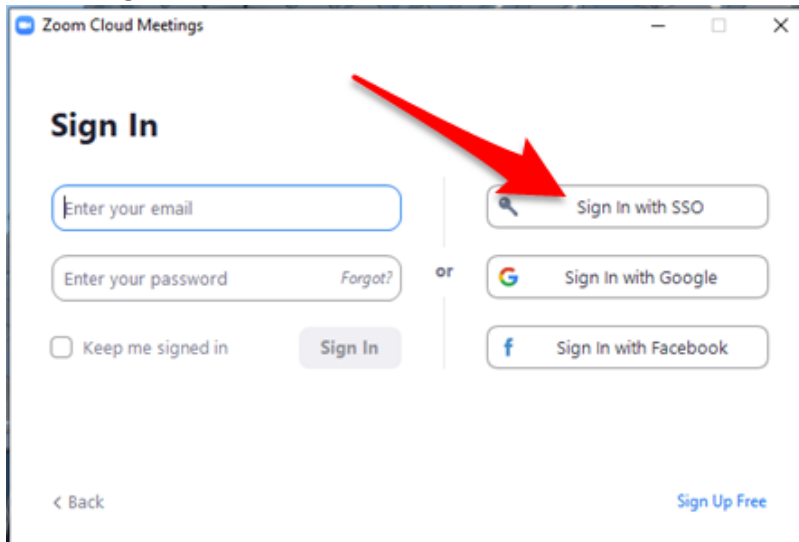 Zoom Cloud Meetings
Sign In
Enter your email
Enter your password Forgot?
Keep me signed in Sign In
or
Sign In with SSO
Sign In with Google
Sign In with Facebook
< Back
Sign Up Free